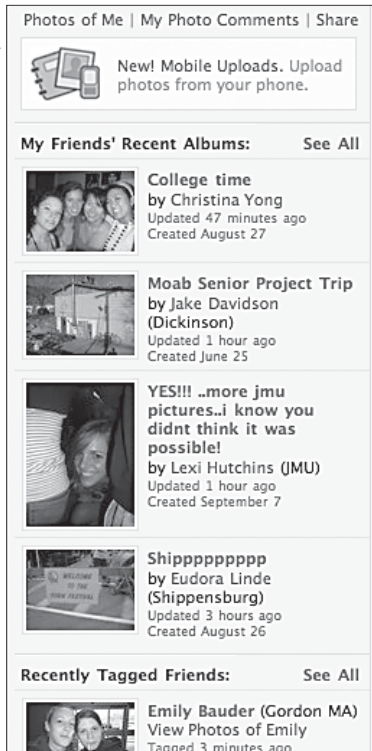 Photos of Me | My Photo Comments | Share
New! Mobile Uploads. Upload
photos from your phone.
My Friends' Recent Albums: See All
College time
by Christina Yong
Updated 47 minutes ago
Created August 27
Moab Senior Project Trip
by Jake Davidson
(Dickinson)
Updated 1 hour ago
Created June 25
YES!!! ..more jmu
pictures..i know you
didnt think it was
possible!
by Lexi Hutchins (JMU)
Updated 1 hour ago
Created September 7
Shipppppppp
by Eudora Linde
(Shippensburg)
Updated 3 hours ago
Created August 26
WELCOME
TO THE
Recently Tagged Friends: See All
Emily Bauder (Gordon MA)
View Photos of Emily
Tagged 3 minutes ago